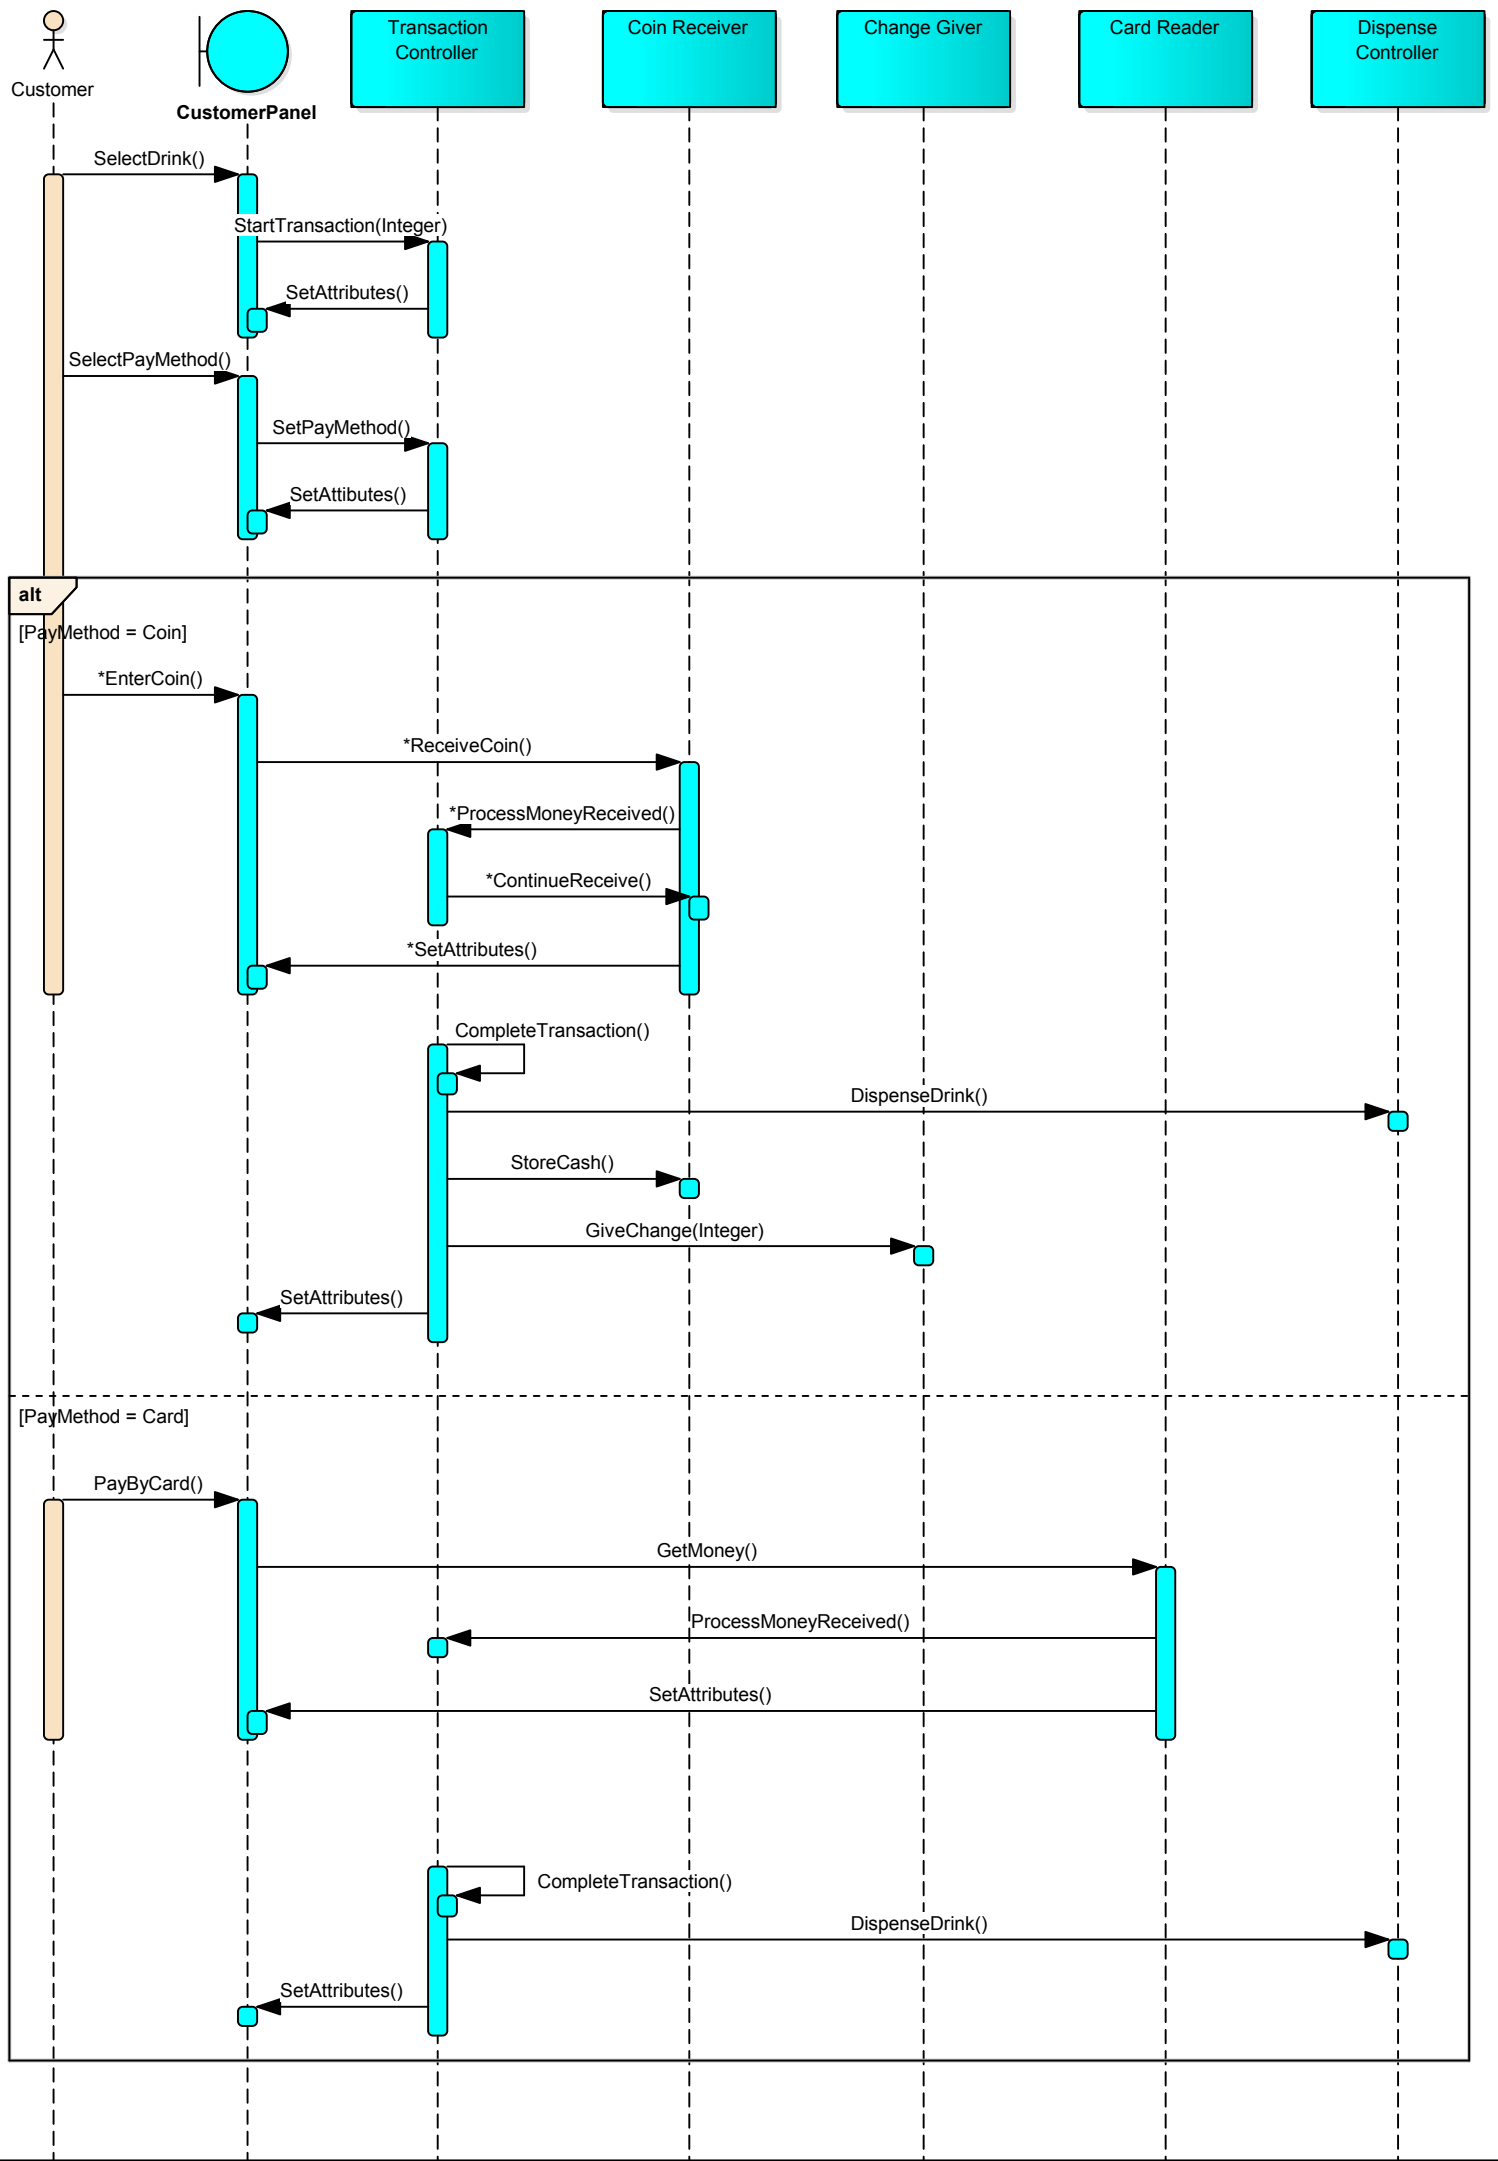 Customer
CustomerPanel
Transaction
Controller
Coin Receiver
Change Giver
Card Reader
Dispense
Controller
SelectDrink()
StartTransaction(Integer)
SetAttributes()
SelectPayMethod()
SetPayMethod()
SetAttibutes()
alt
[PayMethod = Coin]
*EnterCoin()
*ReceiveCoin()
*ProcessMoneyReceived()
*ContinueReceive()
*SetAttributes()
CompleteTransaction()
DispenseDrink()
StoreCash()
GiveChange(Integer)
SetAttributes()
[PayMethod = Card]
PayByCard()
GetMoney()
ProcessMoneyReceived()
SetAttributes()
CompleteTransaction()
DispenseDrink()
SetAttributes()